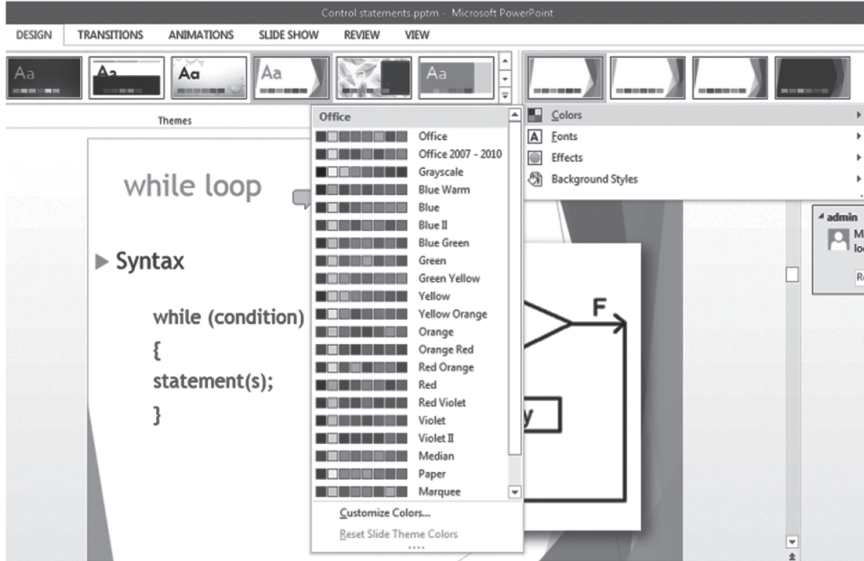 Control statements.pptm - Microsoft PowerPoint
DESIGN TRANSITIONS ANIMATIONS SLIDE SHOW REVIEW VIEW
Aa Aa Aa Aa Aa
Themes
Colors
Fonts
Effects
Background Styles
Office
Office
Office 2007 - 2010
Grayscale
Blue Warm
Blue
Blue II
Blue Green
Green
Green Yellow
Yellow
Yellow Orange
Orange
Orange Red
Red Orange
Red
Red Violet
Violet
Violet II
Median
Paper
Marquee
Customize Colors...
Reset Slide Theme Colors
while loop
Syntax
while (condition)
{
statement(s);
}
F
y
admin